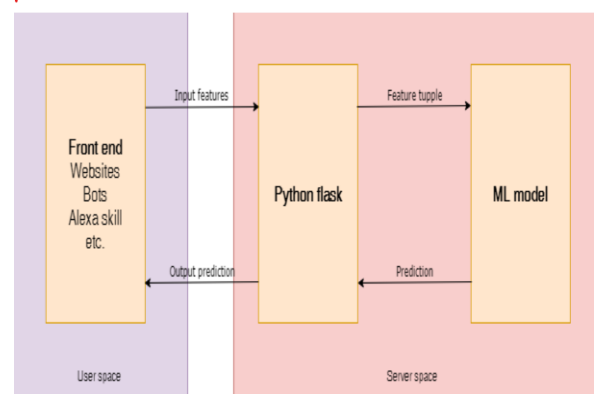 Input features
Feature tupple
Front end
Websites
Bots
Alexa skill
etc.
Python flask
ML model
Output prediction
Prediction
User space
Server space